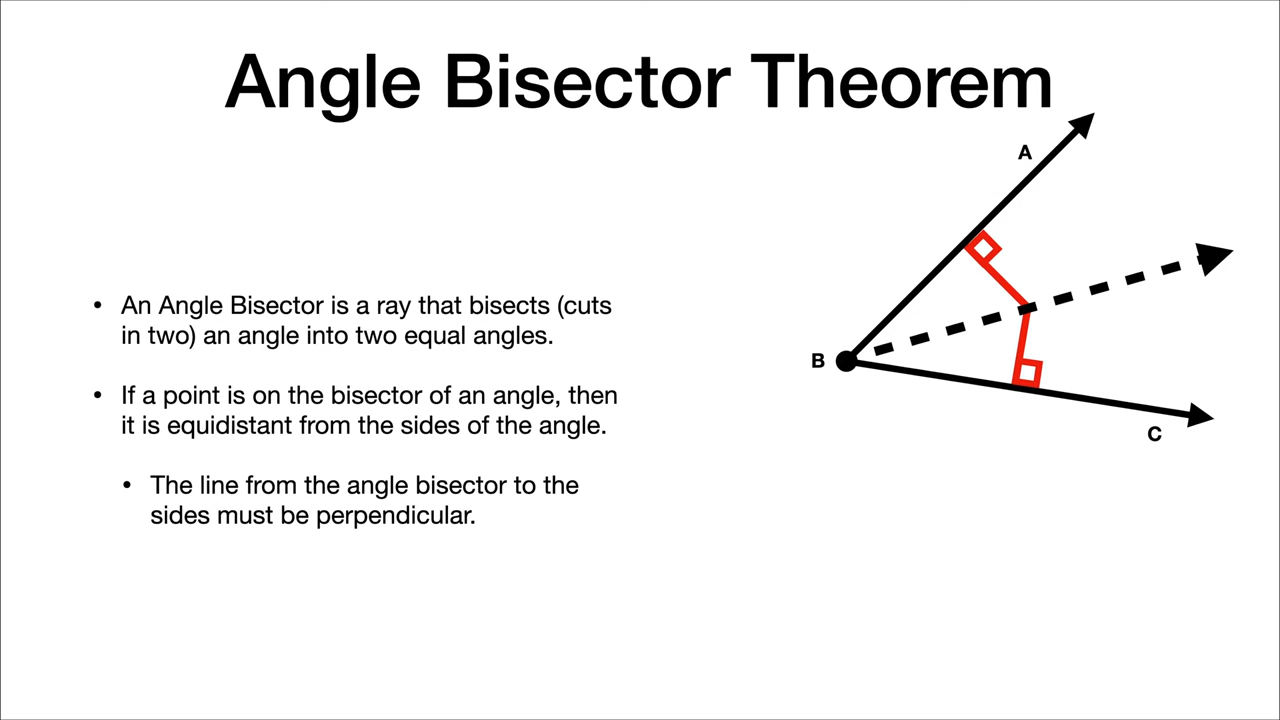 Angle Bisector Theorem
• An Angle Bisector is a ray that bisects (cuts
in two) an angle into two equal angles.
• If a point is on the bisector of an angle, then
it is equidistant from the sides of the angle.
• The line from the angle bisector to the
sides must be perpendicular.
A
B
C